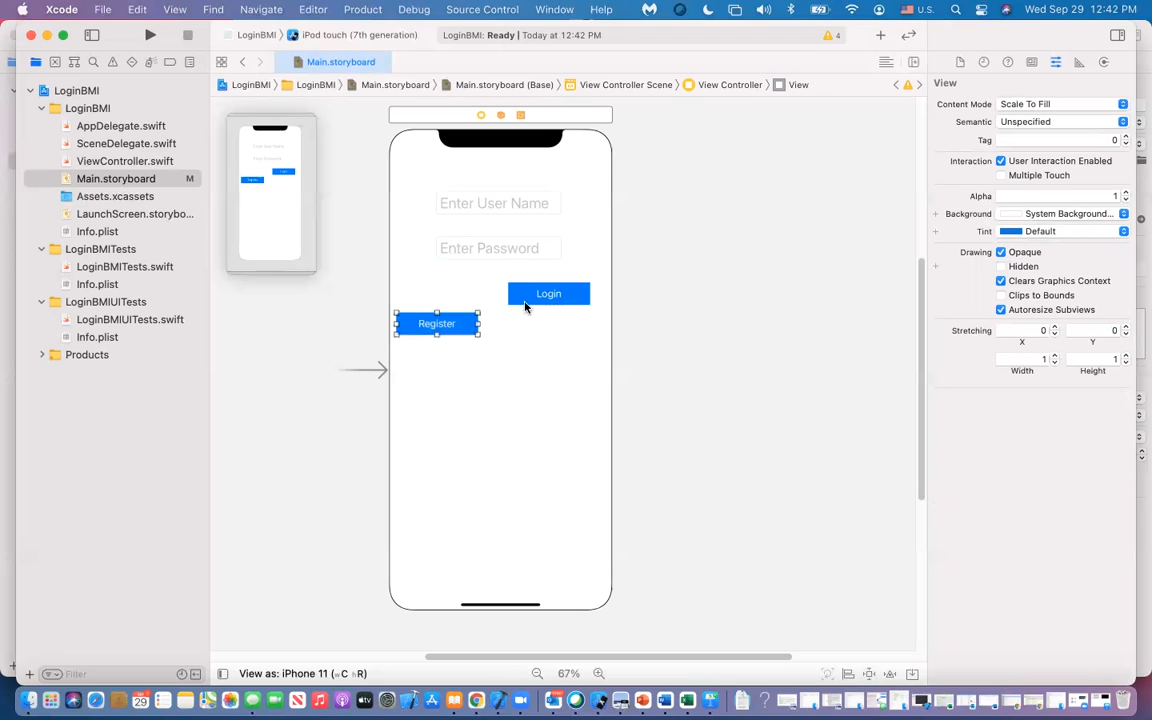 Xcode File Edit View Find Navigate Editor Product Debug Source Control Window Help U.S. Wed Sep 29 12:42 PM
LoginBMI iPod touch (7th generation) LoginBMI: Ready | Today at 12:42 PM 4
Main.storyboard
LoginBMI LoginBMI Main.storyboard Main.storyboard (Base) View Controller Scene View Controller View
LoginBMI
LoginBMI
AppDelegate.swift
SceneDelegate.swift
ViewController.swift
Main.storyboard M
Assets.xcassets
LaunchScreen.storybo...
Info.plist
LoginBMITests
LoginBMITests.swift
Info.plist
LoginBMIUITests
LoginBMIUITests.swift
Info.plist
Products
Filter
Enter User Name
Enter Password
Login
Register
View as: iPhone 11 (wC hR)
67%
View
Content Mode Scale To Fill
Semantic Unspecified
Tag 0
Interaction User Interaction Enabled
Multiple Touch
Alpha 1
Background System Background...
Tint Default
Drawing Opaque
Hidden
Clears Graphics Context
Clips to Bounds
Autoresize Subviews
Stretching 0 0
X Y
1 1
Width Height